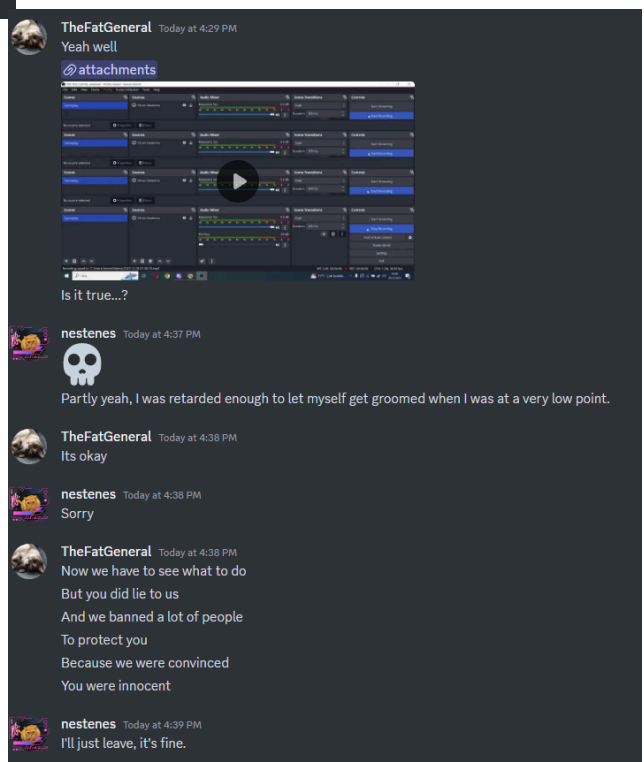 TheFatGeneral Today at 4:29 PM
Yeah well
attachments
Is it true...?
nestenes Today at 4:37 PM
Partly yeah, I was retarded enough to let myself get groomed when I was at a very low point.
TheFatGeneral Today at 4:38 PM
Its okay
nestenes Today at 4:38 PM
Sorry
TheFatGeneral Today at 4:38 PM
Now we have to see what to do
But you did lie to us
And we banned a lot of people
To protect you
Because we were convinced
You were innocent
nestenes Today at 4:39 PM
I'll just leave, it's fine.